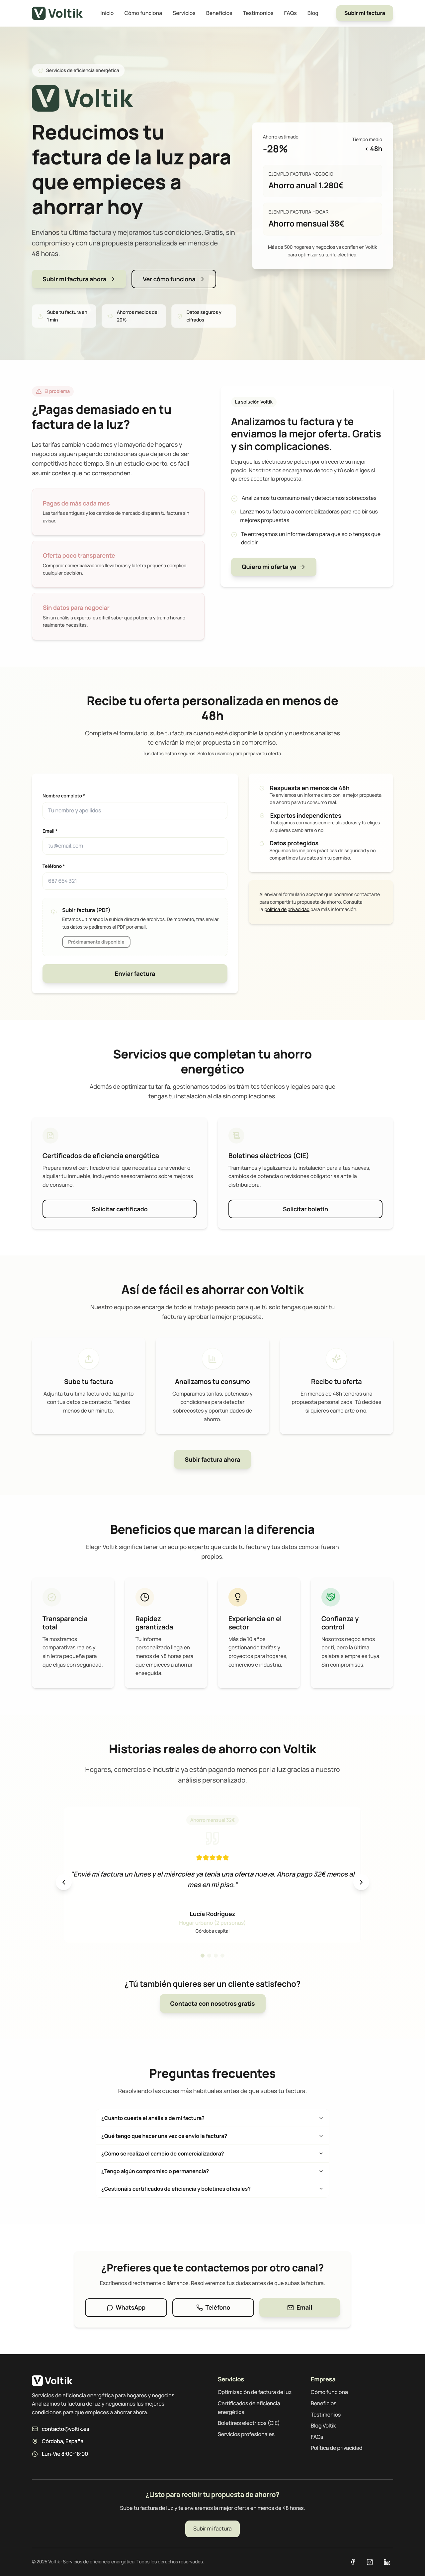 Voltik
Inicio
Cómo funciona
Servicios
Beneficios
Testimonios
FAQs
Blog
Subir mi factura
Servicios de eficiencia energética
Voltik
Reducimos tu
factura de la luz para
que empieces a
ahorrar hoy
Envíanos tu última factura y mejoramos tus condiciones. Gratis, sin
compromiso y con una propuesta personalizada en menos de
48 horas.
Subir mi factura ahora
Ver cómo funciona
Sube tu factura en
1 min
Ahorros medios del
20%
Datos seguros y
cifrados
Ahorro estimado
-28%
Tiempo medio
< 48h
EJEMPLO FACTURA NEGOCIO
Ahorro anual 1.280€
EJEMPLO FACTURA HOGAR
Ahorro mensual 38€
Más de 500 hogares y negocios ya confían en Voltik
para optimizar su tarifa eléctrica.
El problema
¿Pagas demasiado en tu
factura de la luz?
Las tarifas cambian cada mes y la mayoría de hogares y
negocios siguen pagando condiciones que dejaron de ser
competitivas hace tiempo. Sin un estudio experto, es fácil
asumir costes que no corresponden.
Pagas de más cada mes
Las tarifas antiguas y los cambios de mercado disparan tu factura sin
avisar.
Oferta poco transparente
Comparar comercializadoras lleva horas y la letra pequeña complica
cualquier decisión.
Sin datos para negociar
Sin un análisis experto, es difícil saber qué potencia y tramo horario
realmente necesitas.
La solución Voltik
Analizamos tu factura y te
enviamos la mejor oferta. Gratis
y sin complicaciones.
Deja que las eléctricas se peleen por ofrecerte su mejor
precio. Nosotros nos encargamos de todo y tú sólo eliges si
quieres aceptar la propuesta.
Analizamos tu consumo real y detectamos sobrecostes
Lanzamos tu factura a comercializadoras para recibir sus
mejores propuestas
Te entregamos un informe claro para que solo tengas que
decidir
Quiero mi oferta ya
Recibe tu oferta personalizada en menos de
48h
Completa el formulario, sube tu factura cuando esté disponible la opción y nuestros analistas
te enviarán la mejor propuesta sin compromiso.
Tus datos están seguros. Solo los usamos para preparar tu oferta.
Nombre completo *
Tu nombre y apellidos
Email *
tu@email.com
Teléfono *
687 654 321
Subir factura (PDF)
Estamos ultimando la subida directa de archivos. De momento, tras enviar
tus datos te pediremos el PDF por email.
Próximamente disponible
Enviar factura
Respuesta en menos de 48h
Te enviamos un informe claro con la mejor propuesta
de ahorro para tu consumo real.
Expertos independientes
Trabajamos con varias comercializadoras y tú eliges
si quieres cambiarte o no.
Datos protegidos
Seguimos las mejores prácticas de seguridad y no
compartimos tus datos sin tu permiso.
Al enviar el formulario aceptas que podamos contactarte
para compartir tu propuesta de ahorro. Consulta
la política de privacidad para más información.
Servicios que completan tu ahorro
energético
Además de optimizar tu tarifa, gestionamos todos los trámites técnicos y legales para que
tengas tu instalación al día sin complicaciones.
Certificados de eficiencia energética
Preparamos el certificado oficial que necesitas para vender o
alquilar tu inmueble, incluyendo asesoramiento sobre mejoras
de consumo.
Solicitar certificado
Boletines eléctricos (CIE)
Tramitamos y legalizamos tu instalación para altas nuevas,
cambios de potencia o revisiones obligatorias ante la
distribuidora.
Solicitar boletín
Así de fácil es ahorrar con Voltik
Nuestro equipo se encarga de todo el trabajo pesado para que tú solo tengas que subir tu
factura y aprobar la mejor propuesta.
Sube tu factura
Adjunta tu última factura de luz junto
con tus datos de contacto. Tardas
menos de un minuto.
Analizamos tu consumo
Comparamos tarifas, potencias y
condiciones para detectar
sobrecostes y oportunidades de
ahorro.
Recibe tu oferta
En menos de 48h tendrás una
propuesta personalizada. Tú decides
si quieres cambiarte o no.
Subir factura ahora
Beneficios que marcan la diferencia
Elegir Voltik significa tener un equipo experto que cuida tu factura y tus datos como si fueran
propios.
Transparencia
total
Te mostramos
comparativas reales y
sin letra pequeña para
que elijas con seguridad.
Rapidez
garantizada
Tu informe
personalizado llega en
menos de 48 horas para
que empieces a ahorrar
enseguida.
Experiencia en el
sector
Más de 10 años
gestionando tarifas y
proyectos para hogares,
comercios e industria.
Confianza y
control
Nosotros negociamos
por ti, pero la última
palabra siempre es tuya.
Sin compromisos.
Historias reales de ahorro con Voltik
Hogares, comercios e industria ya están pagando menos por la luz gracias a nuestro
análisis personalizado.
Ahorro mensual 32€
"Envié mi factura un lunes y el miércoles ya tenía una oferta nueva. Ahora pago 32€ menos al
mes en mi piso."
Lucía Rodríguez
Hogar urbano (3 personas)
Córdoba capital
¿Tú también quieres ser un cliente satisfecho?
Contacta con nosotros gratis
Preguntas frecuentes
Resolviendo las dudas más habituales antes de que subas tu factura.
¿Cuánto cuesta el análisis de mi factura?
¿Qué tengo que hacer una vez os envío la factura?
¿Cómo se realiza el cambio de comercializadora?
¿Tengo algún compromiso o permanencia?
¿Gestionáis certificados de eficiencia y boletines oficiales?
¿Prefieres que te contactemos por otro canal?
Escríbenos directamente o llámanos. Resolveremos tus dudas antes de que subas la factura.
WhatsApp
Teléfono
Email
Voltik
Servicios de eficiencia energética para hogares y negocios.
Analizamos tu factura de luz y negociamos las mejores
condiciones para que empieces a ahorrar ahora.
contacto@voltik.es
Córdoba, España
Lun-Vie 8:00-18:00
Servicios
Optimización de factura de luz
Certificados de eficiencia
energética
Boletines eléctricos (CIE)
Servicios profesionales
Empresa
Cómo funciona
Beneficios
Testimonios
Blog Voltik
FAQs
Política de privacidad
¿Listo para recibir tu propuesta de ahorro?
Sube tu factura de luz y te enviaremos la mejor oferta en menos de 48 horas.
Subir mi factura
© 2025 Voltik · Servicios de eficiencia energética. Todos los derechos reservados.